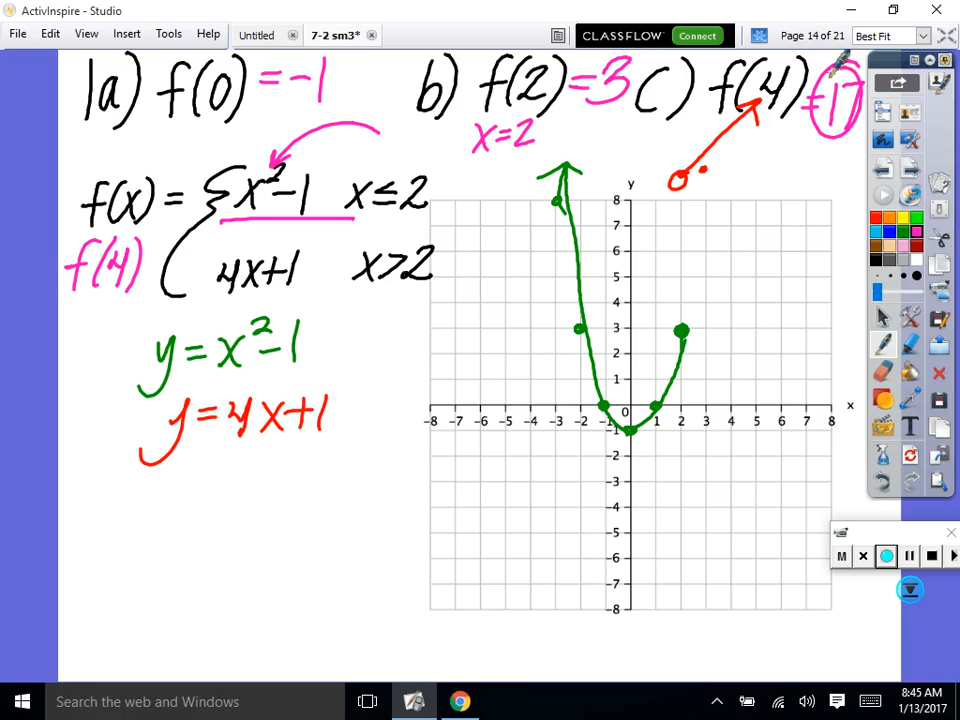 ActivInspire - Studio
File Edit View Insert Tools Help Untitled 7-2 sm3* CLASSFLOW Connect Page 14 of 21 Best Fit
1a) f(0) = -1 b) f(2) = 3 c) f(4) = 17
x=2
f(x) = { x²-1 x≤2
f(4) 4x+1 x>2
y = x²-1
y = 4x+1
y
8
7
6
5
4
3
2
1
-8 -7 -6 -5 -4 -3 -2 -1 0 1 2 3 4 5 6 7 8 x
-1
-2
-3
-4
-5
-6
-7
-8
M
Search the web and Windows
8:45 AM
1/13/2017